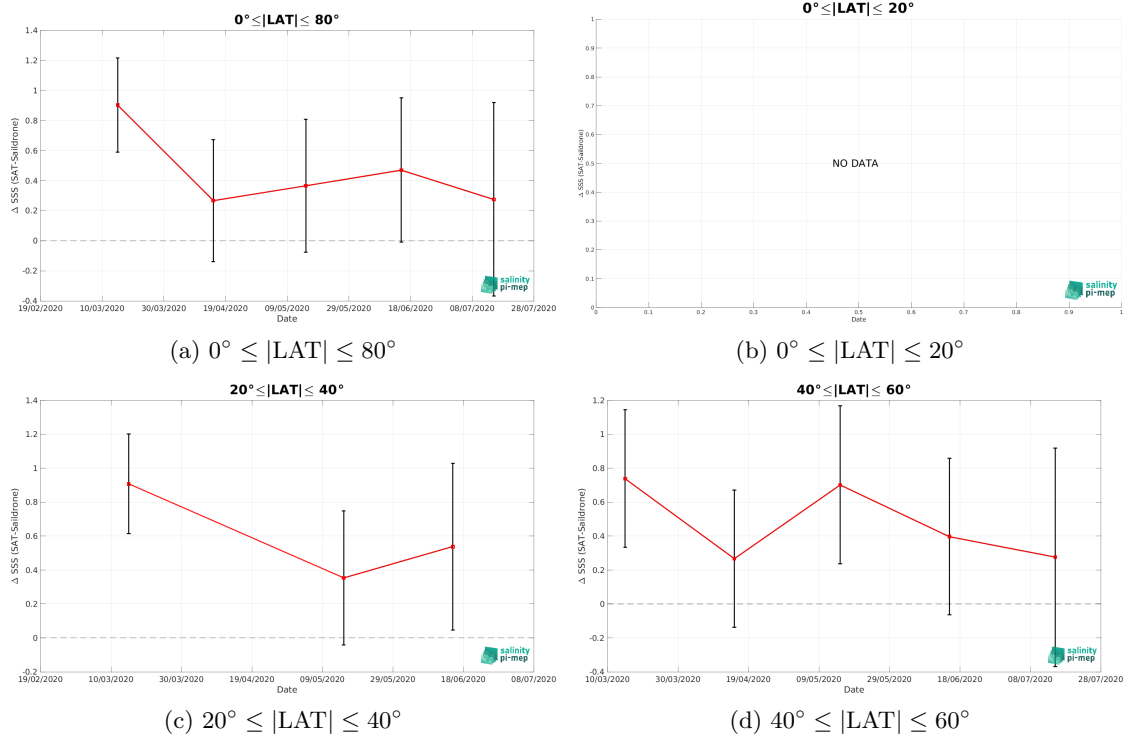 0°≤|LAT|≤ 80°
1.4
1.2
1
0.8
0.6
0.4
0.2
0
-0.2
-0.4
Δ SSS (SAT-Saildrone)
19/02/2020 10/03/2020 30/03/2020 19/04/2020 09/05/2020 29/05/2020 18/06/2020 08/07/2020 28/07/2020
Date
salinity
pi-mep
(a) 0° ≤ |LAT| ≤ 80°
0°≤|LAT|≤ 20°
1
0.9
0.8
0.7
0.6
0.5
0.4
0.3
0.2
0.1
0
Δ SSS (SAT-Saildrone)
NO DATA
0 0.1 0.2 0.3 0.4 0.5 0.6 0.7 0.8 0.9 1
Date
salinity
pi-mep
(b) 0° ≤ |LAT| ≤ 20°
20°≤|LAT|≤ 40°
1.4
1.2
1
0.8
0.6
0.4
0.2
0
-0.2
Δ SSS (SAT-Saildrone)
19/02/2020 10/03/2020 30/03/2020 19/04/2020 09/05/2020 29/05/2020 18/06/2020 08/07/2020
Date
salinity
pi-mep
(c) 20° ≤ |LAT| ≤ 40°
40°≤|LAT|≤ 60°
1.2
1
0.8
0.6
0.4
0.2
0
-0.2
-0.4
Δ SSS (SAT-Saildrone)
10/03/2020 30/03/2020 19/04/2020 09/05/2020 29/05/2020 18/06/2020 08/07/2020 28/07/2020
Date
salinity
pi-mep
(d) 40° ≤ |LAT| ≤ 60°